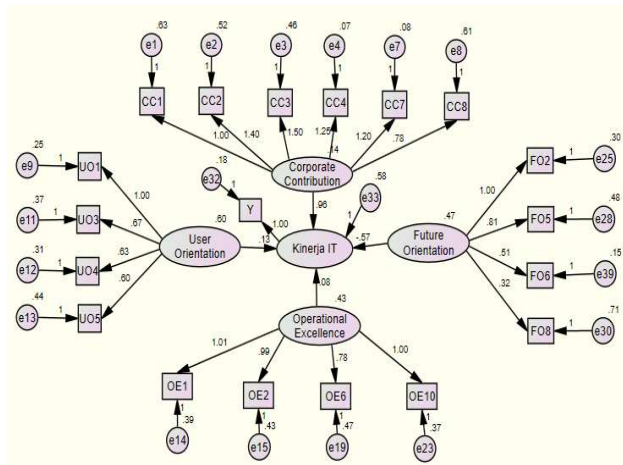 .63 .52 .46 .07 .08 .61
e1 e2 e3 e4 e7 e8
1 1 1 1 1 1
CC1 CC2 CC3 CC4 CC7 CC8
1.00 1.40 1.50 1.25 1.20 .78
.14
Corporate
Contribution
.96
.18
e32
1
Y
1.00
.58
e33
1
Kinerja IT
.25
e9 1 UO1
.37
e11 1 UO3
.31
e12 1 UO4
.44
e13 1 UO5
1.00
.67
.63
.60
.60
User
Orientation
.13
.47
Future
Orientation
-.57
1.00
.81
.51
.32
.30
FO2 1 e25
.48
FO5 1 e28
.15
FO6 1 e39
.71
FO8 1 e30
.08
.43
Operational
Excellence
1.01 .99 .78 1.00
OE1 OE2 OE6 OE10
1 1 1 1
.39 .43 .47 .37
e14 e15 e19 e23